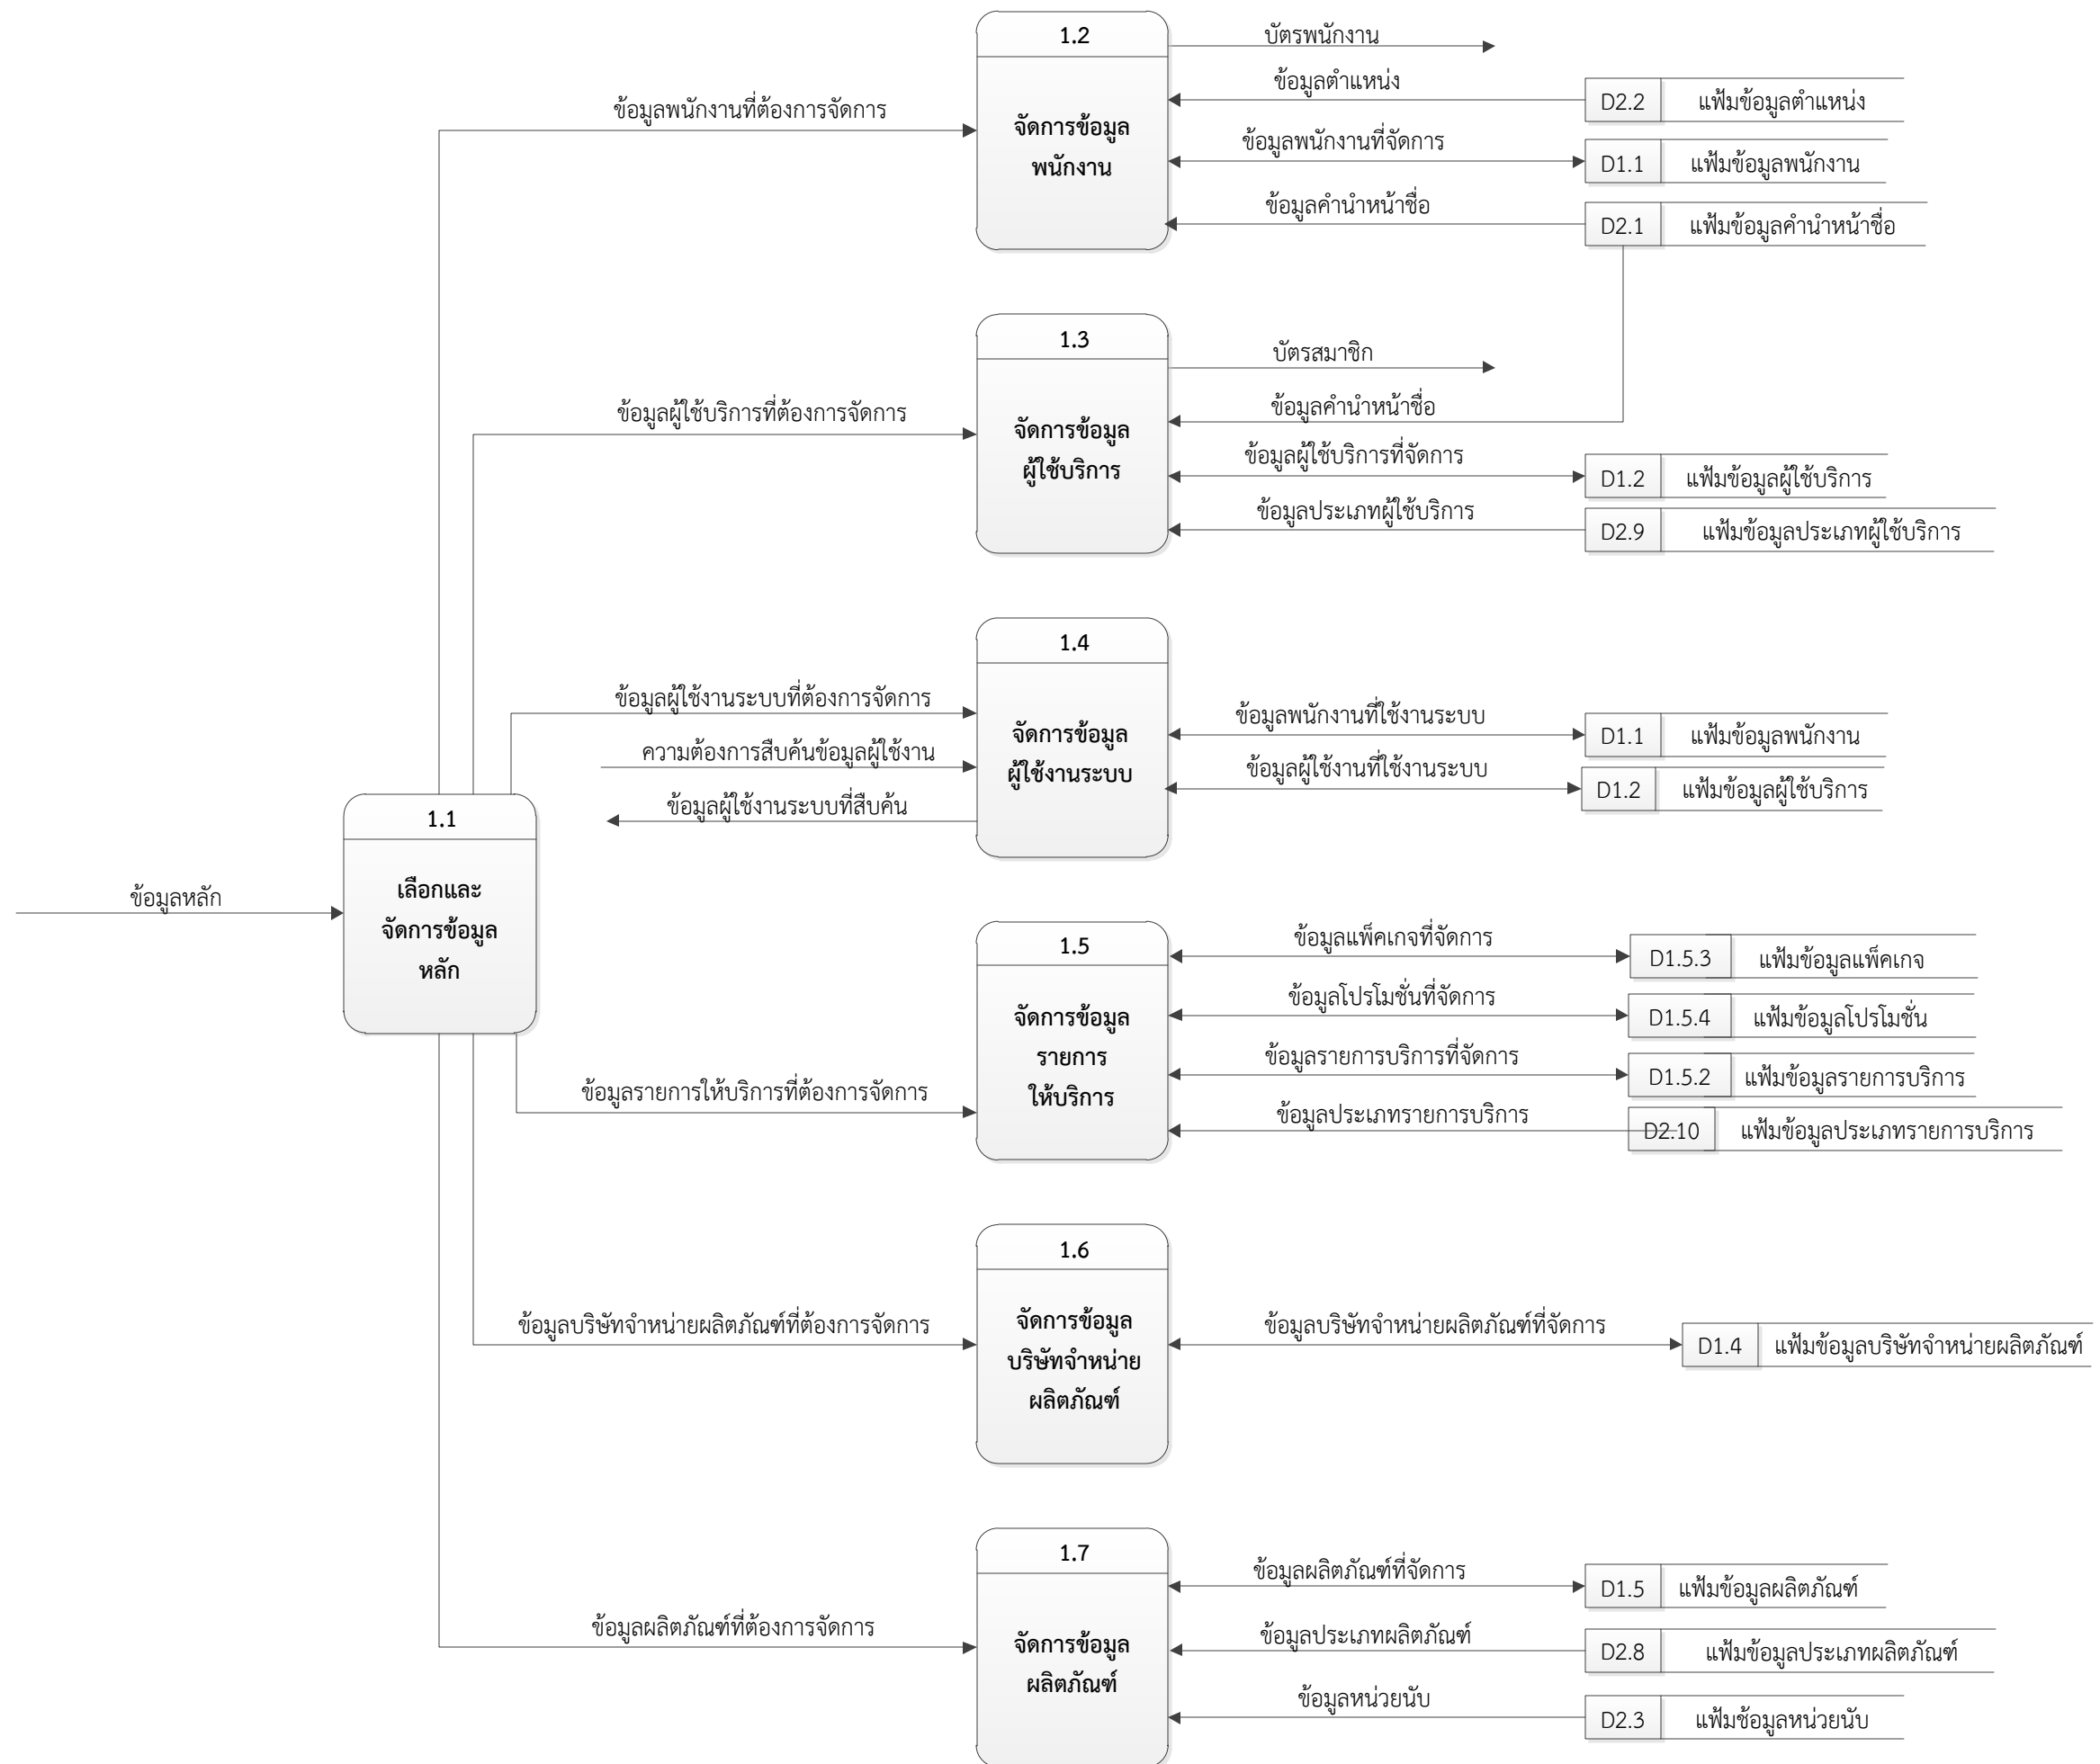 1.2
จัดการข้อมูล
พนักงาน
ข้อมูลพนักงานที่ต้องการจัดการ
บัตรพนักงาน
ข้อมูลตำแหน่ง
D2.2 แฟ้มข้อมูลตำแหน่ง
ข้อมูลพนักงานที่จัดการ
D1.1 แฟ้มข้อมูลพนักงาน
ข้อมูลคำนำหน้าชื่อ
D2.1 แฟ้มข้อมูลคำนำหน้าชื่อ
1.3
จัดการข้อมูล
ผู้ใช้บริการ
ข้อมูลผู้ใช้บริการที่ต้องการจัดการ
บัตรสมาชิก
ข้อมูลคำนำหน้าชื่อ
ข้อมูลผู้ใช้บริการที่จัดการ
D1.2 แฟ้มข้อมูลผู้ใช้บริการ
ข้อมูลประเภทผู้ใช้บริการ
D2.9 แฟ้มข้อมูลประเภทผู้ใช้บริการ
1.4
จัดการข้อมูล
ผู้ใช้งานระบบ
ข้อมูลผู้ใช้งานระบบที่ต้องการจัดการ
ความต้องการสืบค้นข้อมูลผู้ใช้งาน
ข้อมูลผู้ใช้งานระบบที่สืบค้น
ข้อมูลพนักงานที่ใช้งานระบบ
D1.1 แฟ้มข้อมูลพนักงาน
ข้อมูลผู้ใช้งานที่ใช้งานระบบ
D1.2 แฟ้มข้อมูลผู้ใช้บริการ
1.1
เลือกและ
จัดการข้อมูล
หลัก
ข้อมูลหลัก
1.5
จัดการข้อมูล
รายการ
ให้บริการ
ข้อมูลรายการให้บริการที่ต้องการจัดการ
ข้อมูลแพ็คเกจที่จัดการ
D1.5.3 แฟ้มข้อมูลแพ็คเกจ
ข้อมูลโปรโมชั่นที่จัดการ
D1.5.4 แฟ้มข้อมูลโปรโมชั่น
ข้อมูลรายการบริการที่จัดการ
D1.5.2 แฟ้มข้อมูลรายการบริการ
ข้อมูลประเภทรายการบริการ
D2.10 แฟ้มข้อมูลประเภทรายการบริการ
1.6
จัดการข้อมูล
บริษัทจำหน่าย
ผลิตภัณฑ์
ข้อมูลบริษัทจำหน่ายผลิตภัณฑ์ที่ต้องการจัดการ
ข้อมูลบริษัทจำหน่ายผลิตภัณฑ์ที่จัดการ
D1.4 แฟ้มข้อมูลบริษัทจำหน่ายผลิตภัณฑ์
1.7
จัดการข้อมูล
ผลิตภัณฑ์
ข้อมูลผลิตภัณฑ์ที่ต้องการจัดการ
ข้อมูลผลิตภัณฑ์ที่จัดการ
D1.5 แฟ้มข้อมูลผลิตภัณฑ์
ข้อมูลประเภทผลิตภัณฑ์
D2.8 แฟ้มข้อมูลประเภทผลิตภัณฑ์
ข้อมูลหน่วยนับ
D2.3 แฟ้มช้อมูลหน่วยนับ